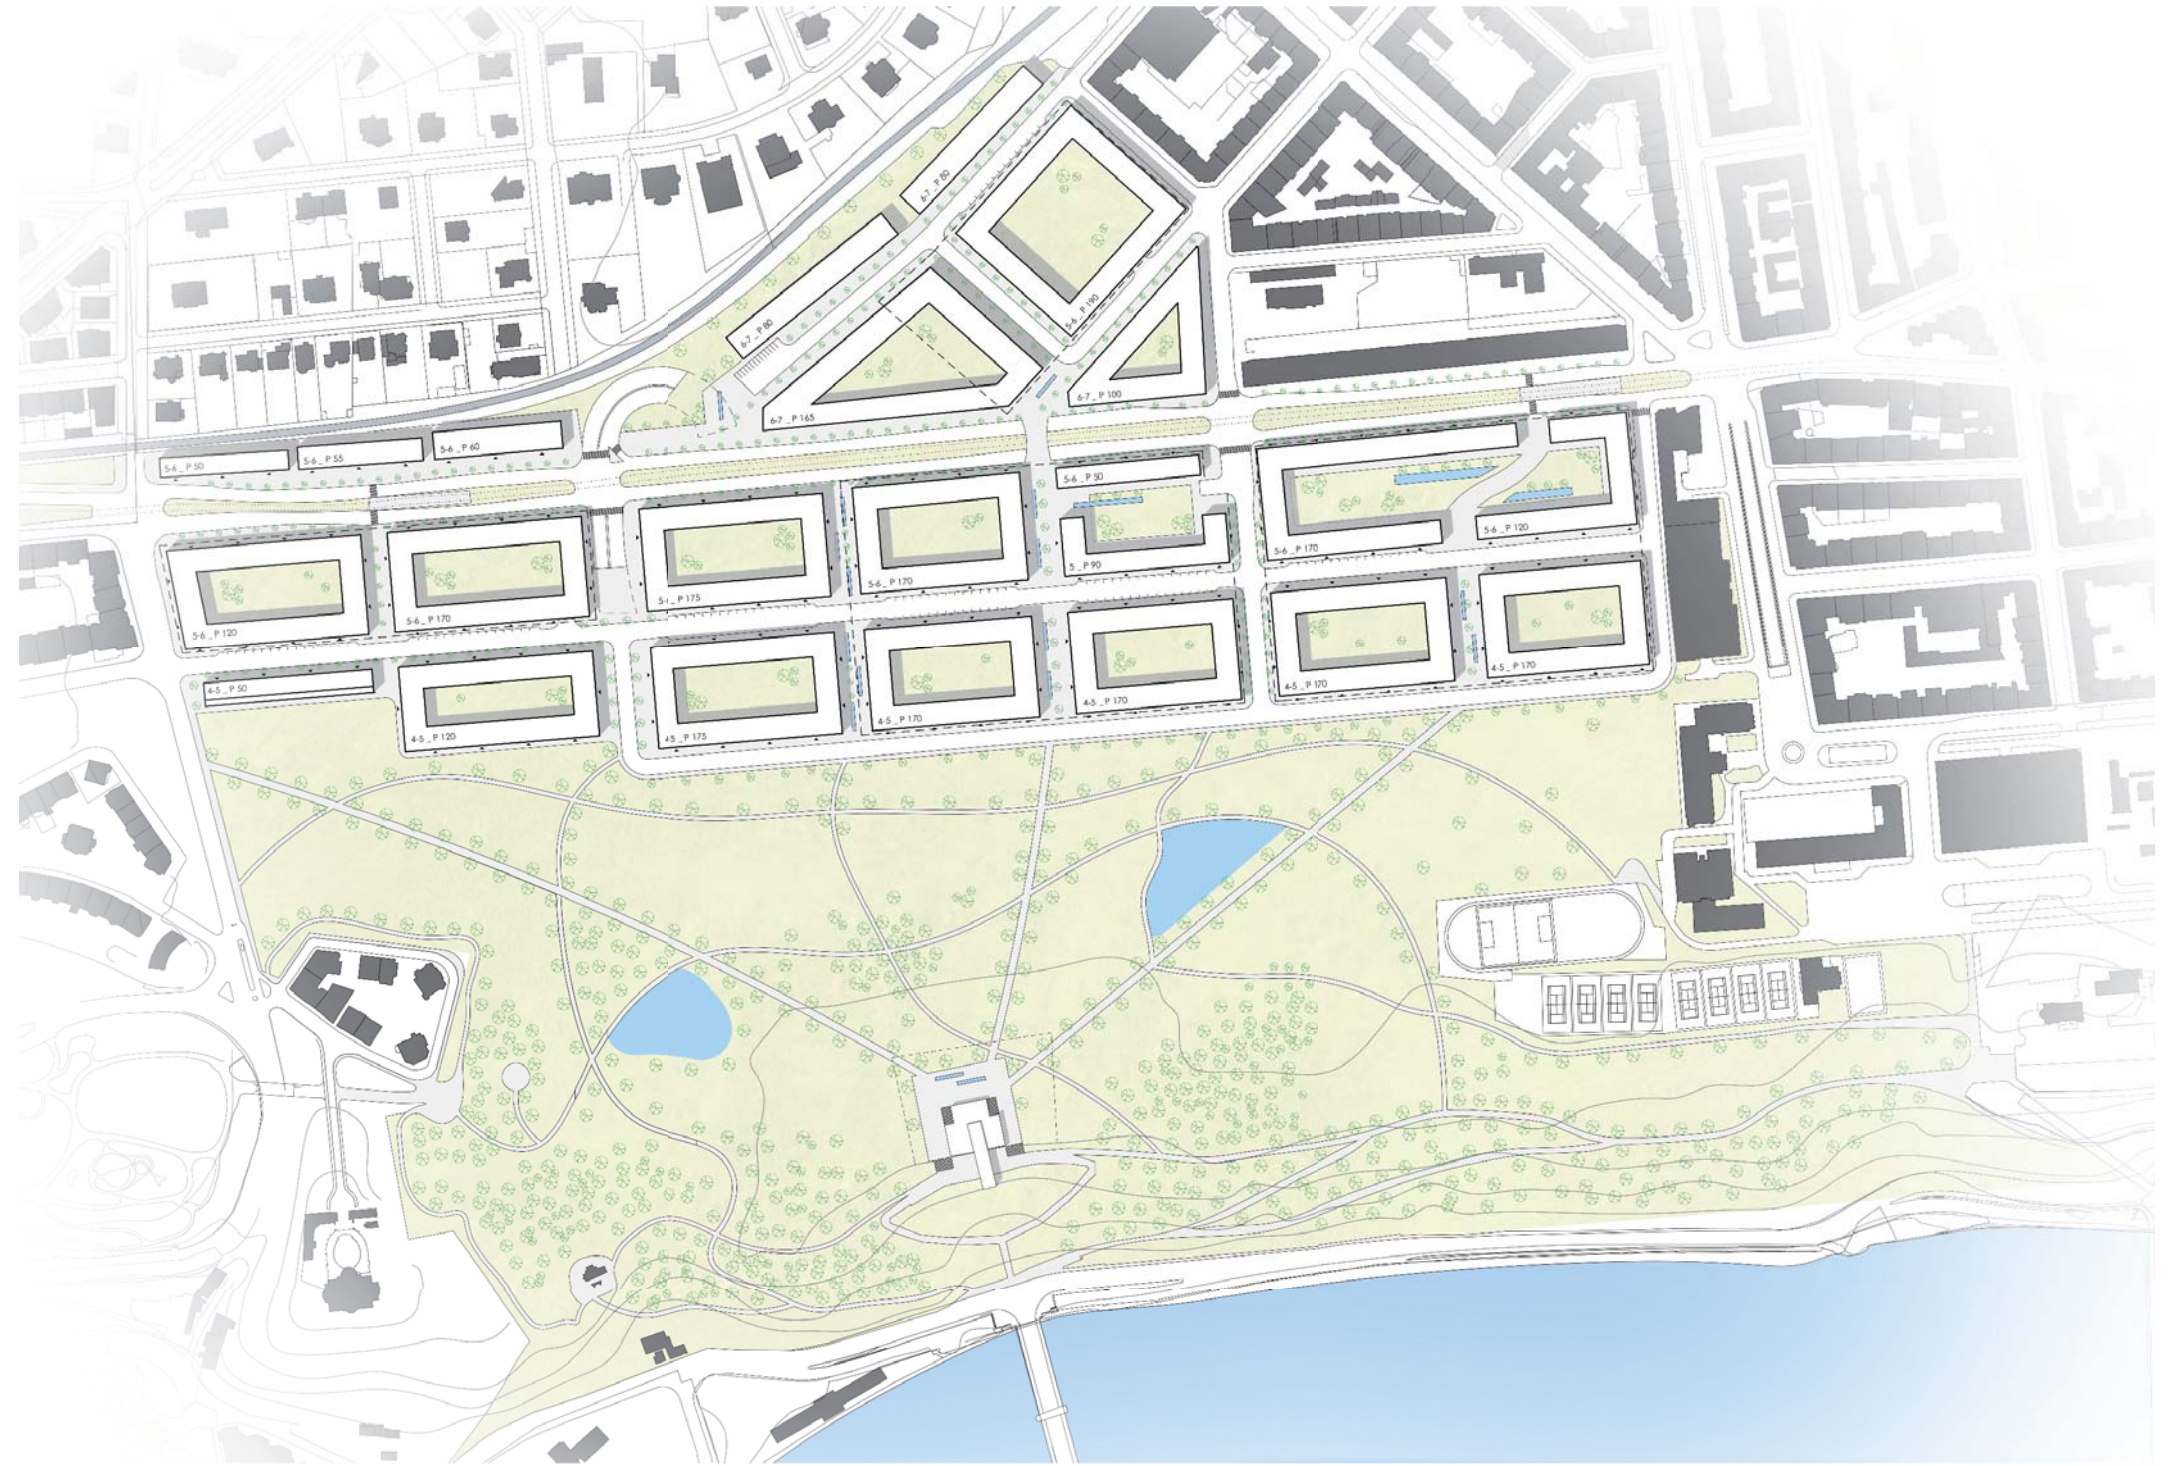 6-7 _ P 80
6-7 _ P 80
5-6 _ P 190
6-7 _ P 165
6-7 _ P 100
5-6 _ P 50
5-6 _ P 55
5-6 _ P 60
5-6 _ P 50
5-6 _ P 120
5-6 _ P 170
P 175
5-6 _ P 170
5 _ P 90
5-6 _ P 170
5-6 _ P 120
4-5 _ P 50
4-5 _ P 120
4-5 _ P 175
4-5 _ P 170
4-5 _ P 170
4-5 _ P 170
4-5 _ P 170